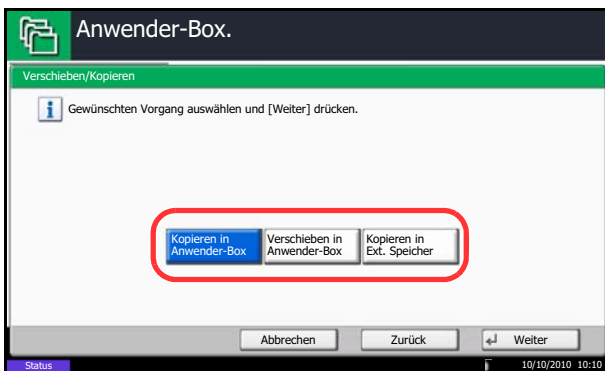 Anwender-Box.
Verschieben/Kopieren
Gewünschten Vorgang auswählen und [Weiter] drücken.
Kopieren in Anwender-Box
Verschieben in Anwender-Box
Kopieren in Ext. Speicher
Abbrechen Zurück Weiter
Status 10/10/2010 10:10